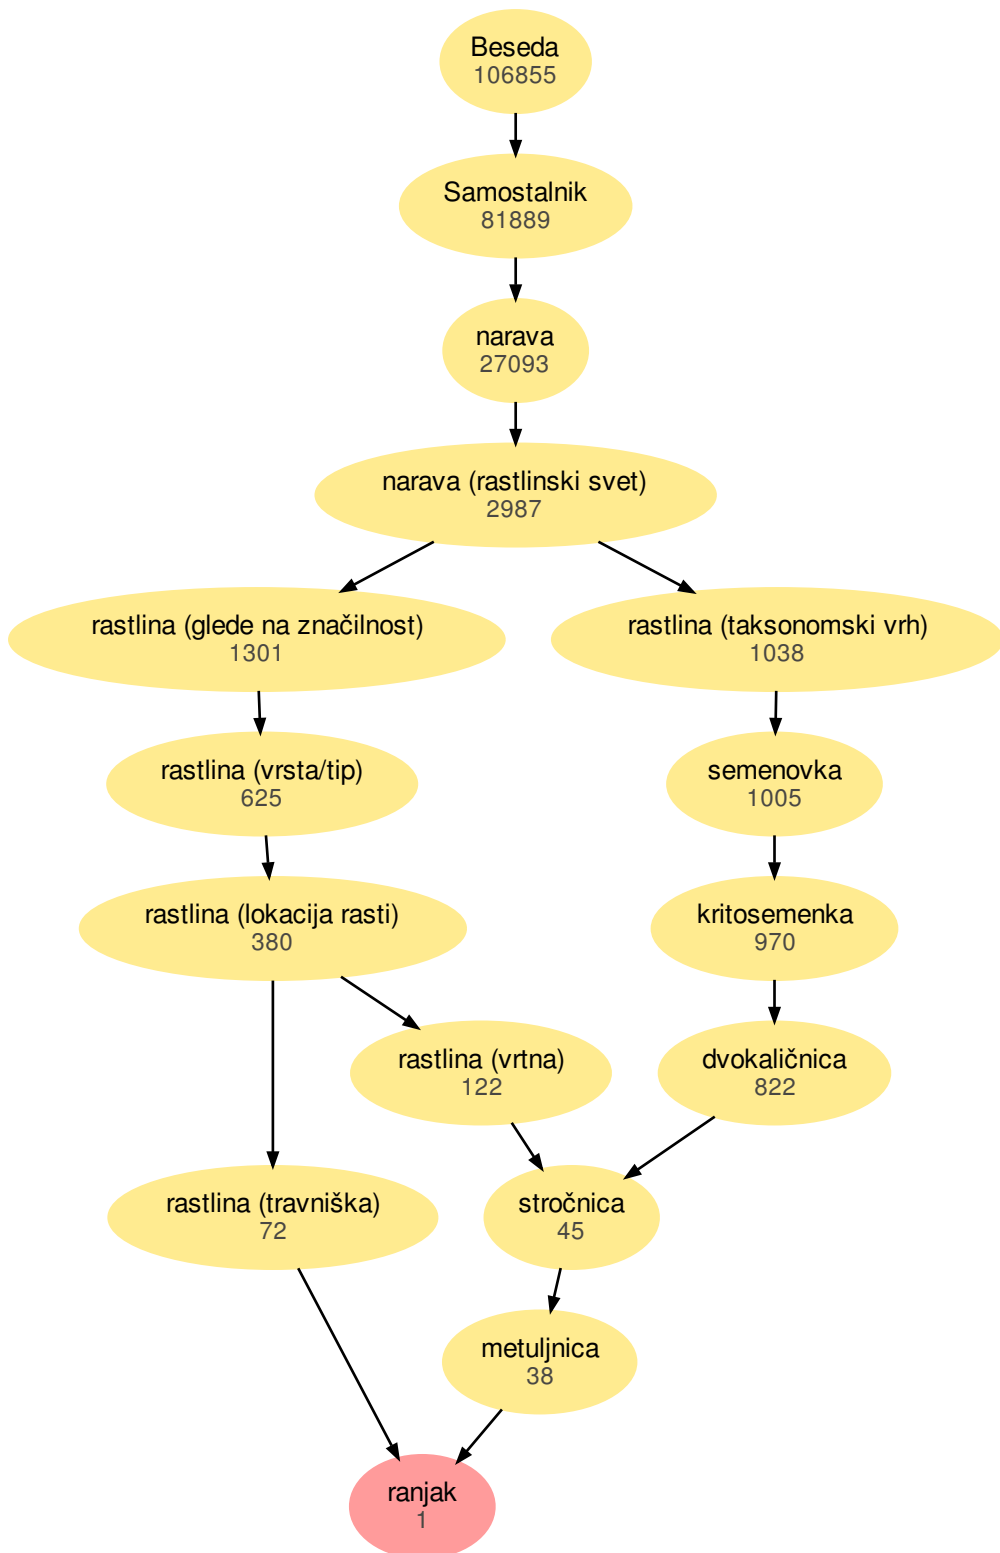 Beseda
106855
Samostalnik
81889
narava
27093
narava (rastlinski svet)
2987
rastlina (glede na značilnost)
1301
rastlina (taksonomski vrh)
1038
rastlina (vrsta/tip)
625
semenovka
1005
rastlina (lokacija rasti)
380
kritosemenka
970
rastlina (vrtna)
122
dvokaličnica
822
rastlina (travniška)
72
stročnica
45
metuljnica
38
ranjak
1